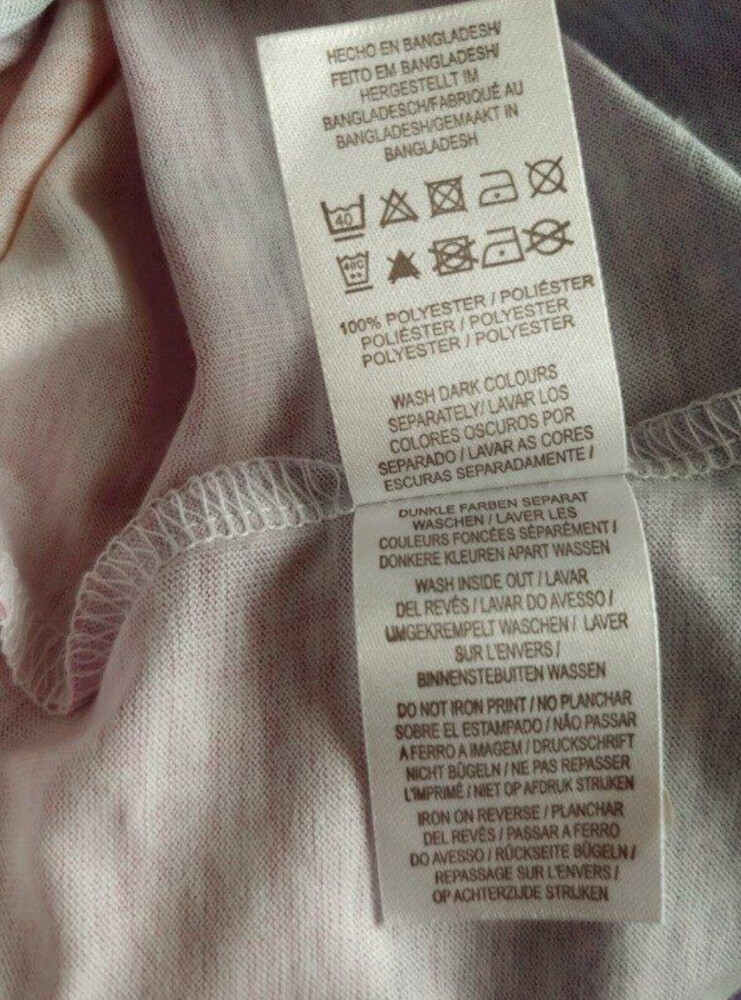 HECHO EN BANGLADESH/
FEITO EM BANGLADESH/
HERGESTELLT IM
BANGLADESCH/FABRIQUÉ AU
BANGLADESH/GEMAAKT IN
BANGLADESH
40
40C
100% POLYESTER / POLIÉSTER
POLIÉSTER / POLYESTER
POLYESTER / POLYESTER
WASH DARK COLOURS
SEPARATELY/ LAVAR LOS
COLORES OSCUROS POR
SEPARADO / LAVAR AS CORES
ESCURAS SEPARADAMENTE /
DUNKLE FARBEN SEPARAT
WASCHEN / LAVER LES
COULEURS FONCÉES SÉPARÉMENT /
DONKERE KLEUREN APART WASSEN
WASH INSIDE OUT / LAVAR
DEL REVÉS / LAVAR DO AVESSO /
UMGEKREMPELT WASCHEN / LAVER
SUR L'ENVERS /
BINNENSTEBUITEN WASSEN
DO NOT IRON PRINT / NO PLANCHAR
SOBRE EL ESTAMPADO / NÃO PASSAR
A FERRO A IMAGEM / DRUCKSCHRIFT
NICHT BÜGELN / NE PAS REPASSER
L'IMPRIMÉ / NIET OP AFDRUK STRIJKEN
IRON ON REVERSE / PLANCHAR
DEL REVÉS / PASSAR A FERRO
DO AVESSO / RÜCKSEITE BÜGELN /
REPASSAGE SUR L'ENVERS /
OP ACHTERZIJDE STRIJKEN